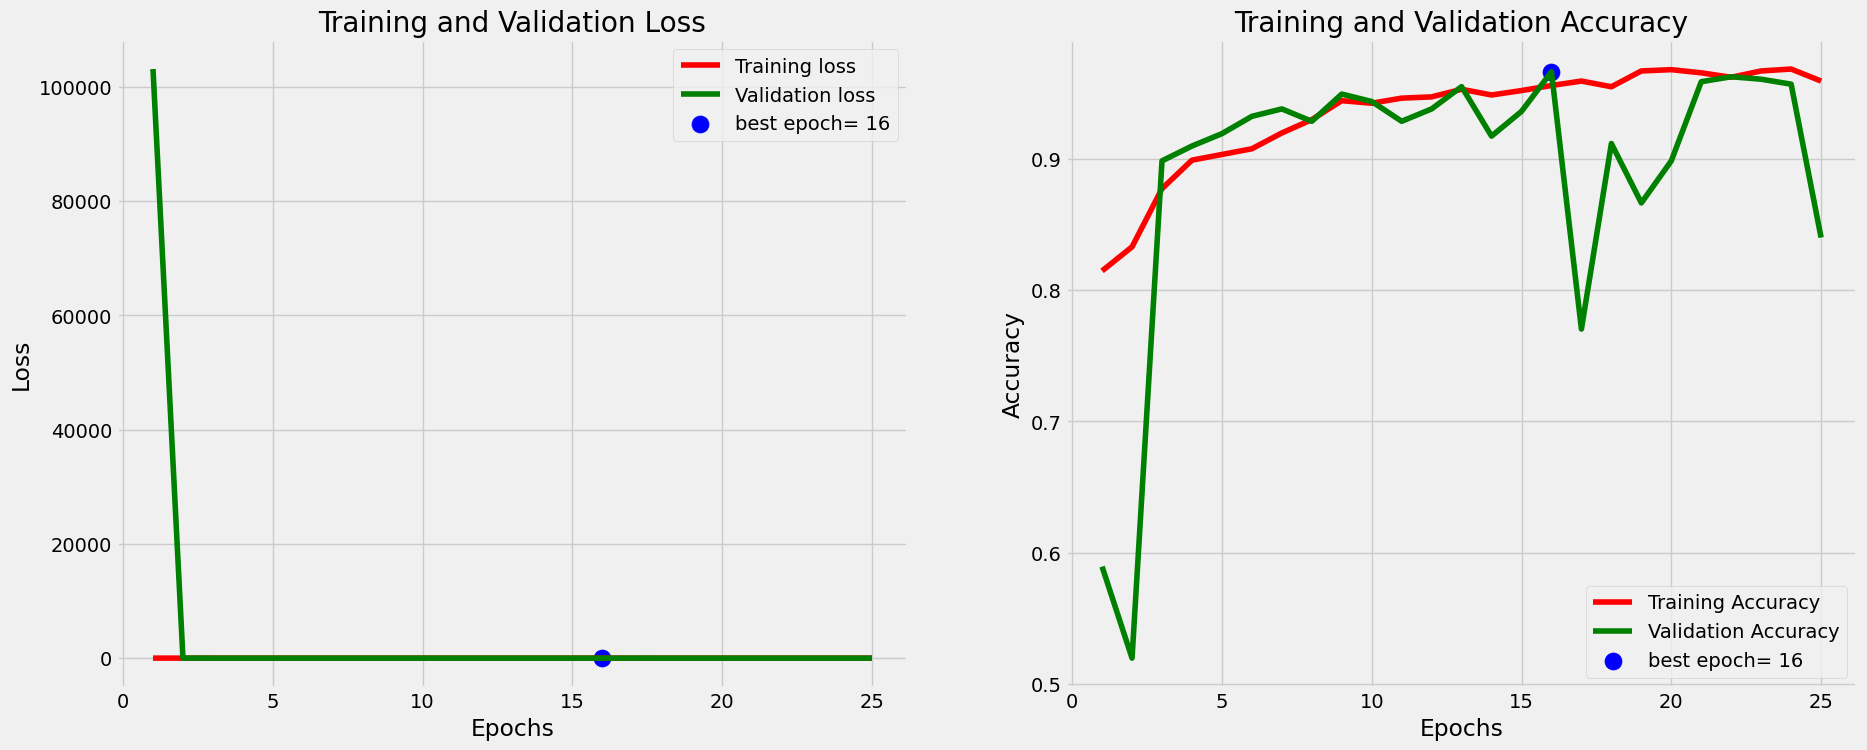 Training and Validation Loss
Training loss
Validation loss
best epoch= 16
100000
80000
60000
40000
20000
0
Loss
0 5 10 15 20 25
Epochs
Training and Validation Accuracy
0.9
0.8
0.7
0.6
0.5
Accuracy
Training Accuracy
Validation Accuracy
best epoch= 16
0 5 10 15 20 25
Epochs